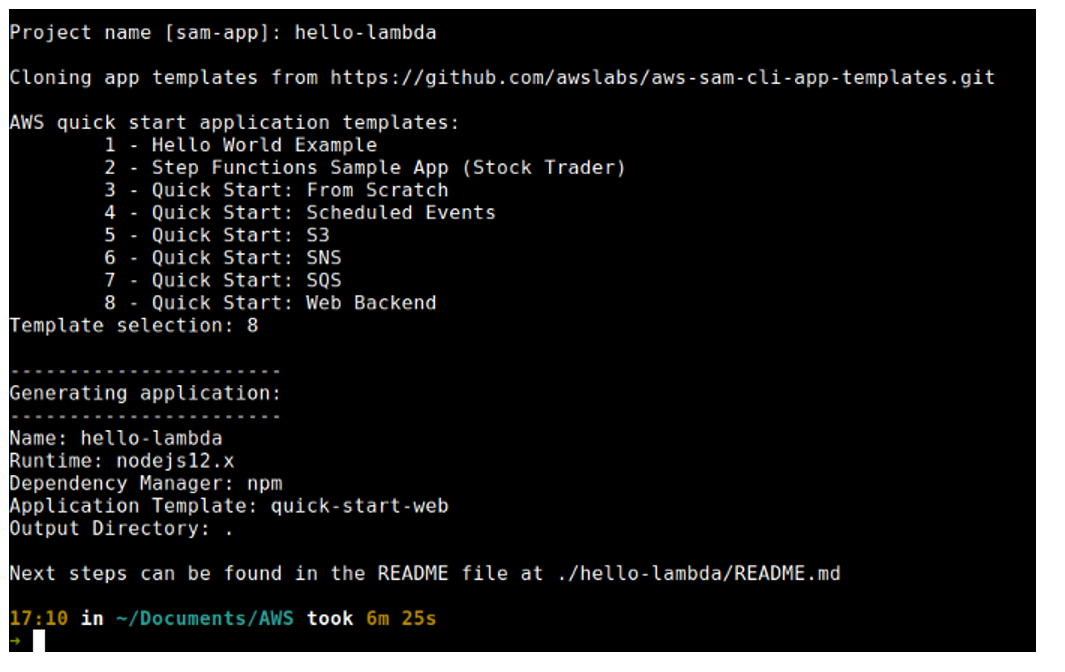 Project name [sam-app]: hello-lambda
Cloning app templates from https://github.com/awslabs/aws-sam-cli-app-templates.git
AWS quick start application templates:
1 - Hello World Example
2 - Step Functions Sample App (Stock Trader)
3 - Quick Start: From Scratch
4 - Quick Start: Scheduled Events
5 - Quick Start: S3
6 - Quick Start: SNS
7 - Quick Start: SQS
8 - Quick Start: Web Backend
Template selection: 8
-----------------------
Generating application:
-----------------------
Name: hello-lambda
Runtime: nodejs12.x
Dependency Manager: npm
Application Template: quick-start-web
Output Directory: .
Next steps can be found in the README file at ./hello-lambda/README.md
17:10 in ~/Documents/AWS took 6m 25s
→